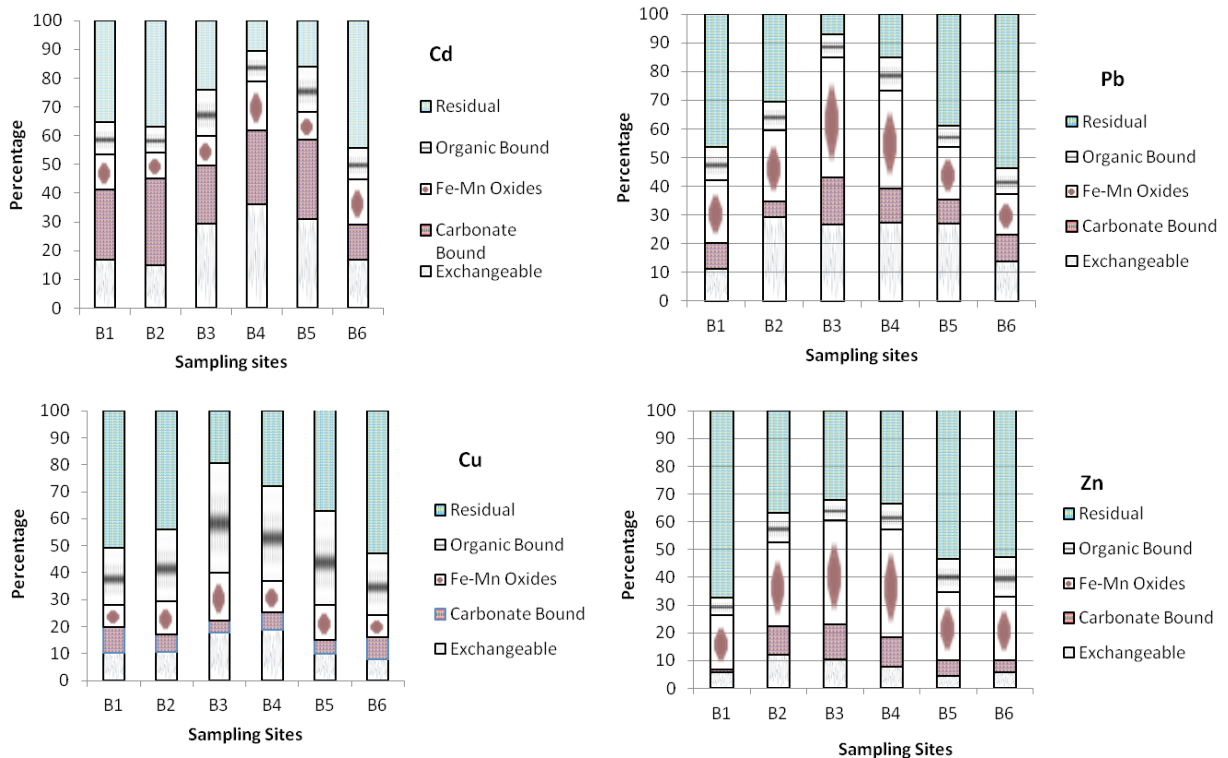 100
90
80
70
60
50
40
30
20
10
0
Percentage
B1 B2 B3 B4 B5 B6
Sampling sites
Cd
Residual
Organic Bound
Fe-Mn Oxides
Carbonate
Bound
Exchangeable
100
90
80
70
60
50
40
30
20
10
0
Percentage
B1 B2 B3 B4 B5 B6
Sampling sites
Pb
Residual
Organic Bound
Fe-Mn Oxides
Carbonate Bound
Exchangeable
100
90
80
70
60
50
40
30
20
10
0
Percentage
B1 B2 B3 B4 B5 B6
Sampling Sites
Cu
Residual
Organic Bound
Fe-Mn Oxides
Carbonate Bound
Exchangeable
100
90
80
70
60
50
40
30
20
10
0
Percentage
B1 B2 B3 B4 B5 B6
Sampling Sites
Zn
Residual
Organic Bound
Fe-Mn Oxides
Carbonate Bound
Exchangeable